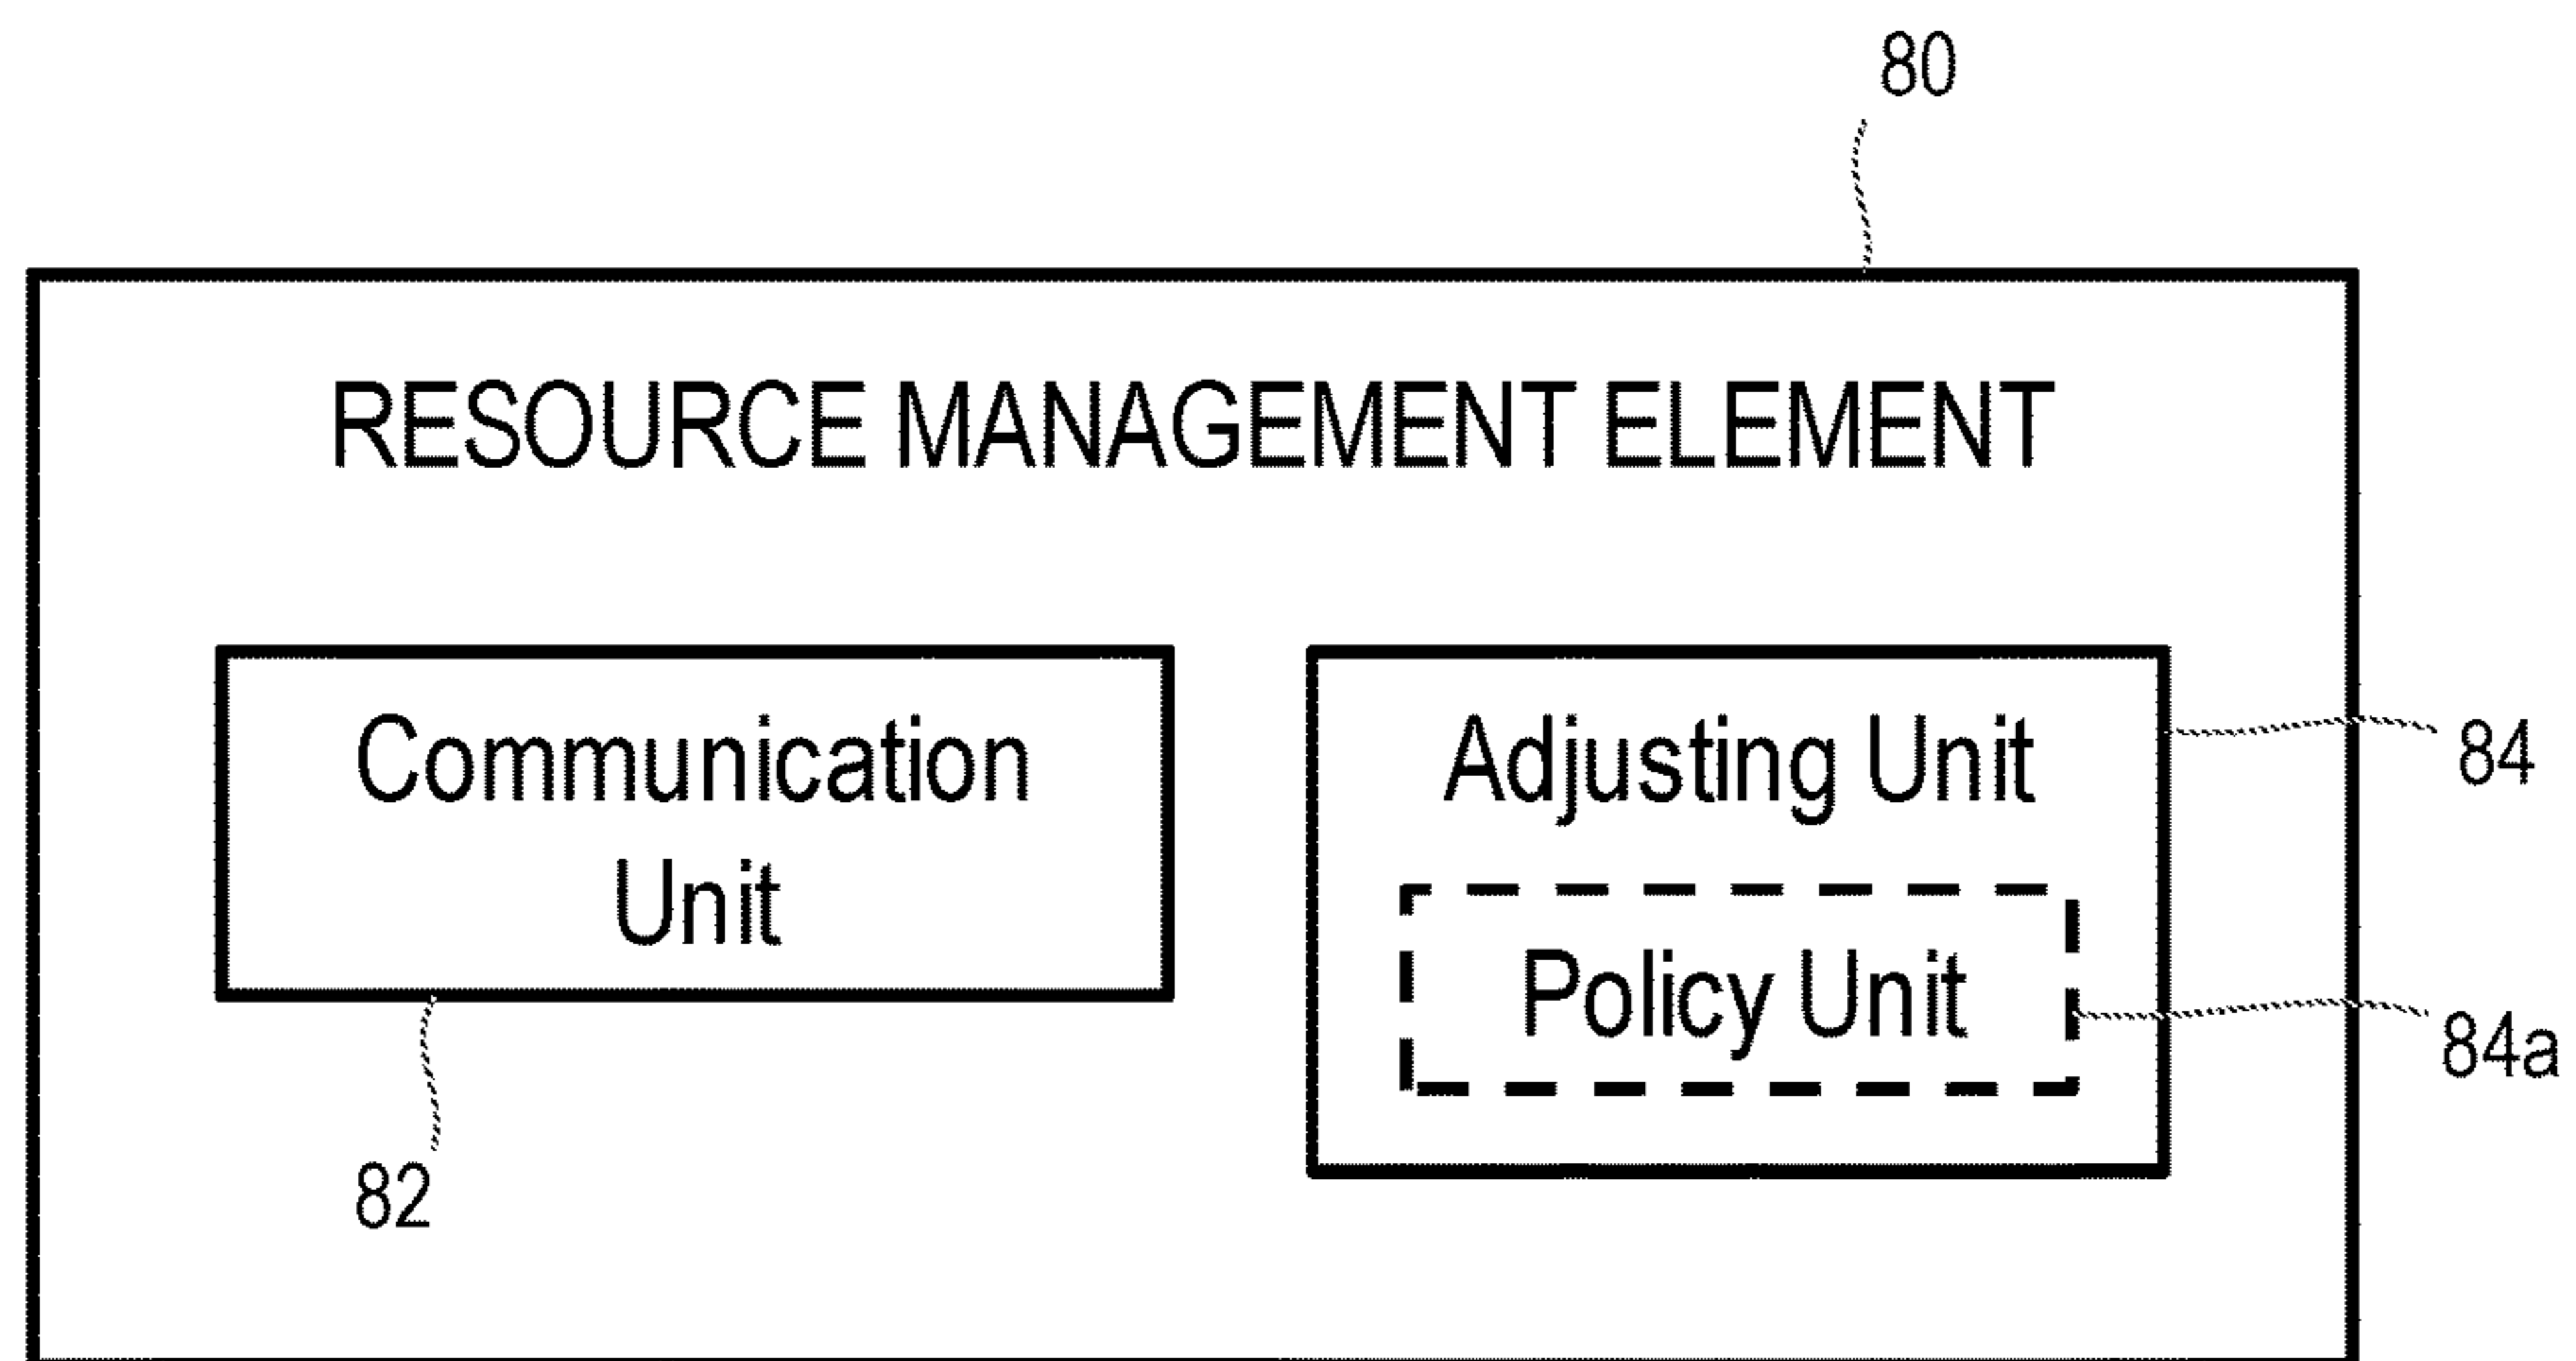 80
RESOURCE MANAGEMENT ELEMENT
Communication
Unit
82
Adjusting Unit
84
Policy Unit
84a